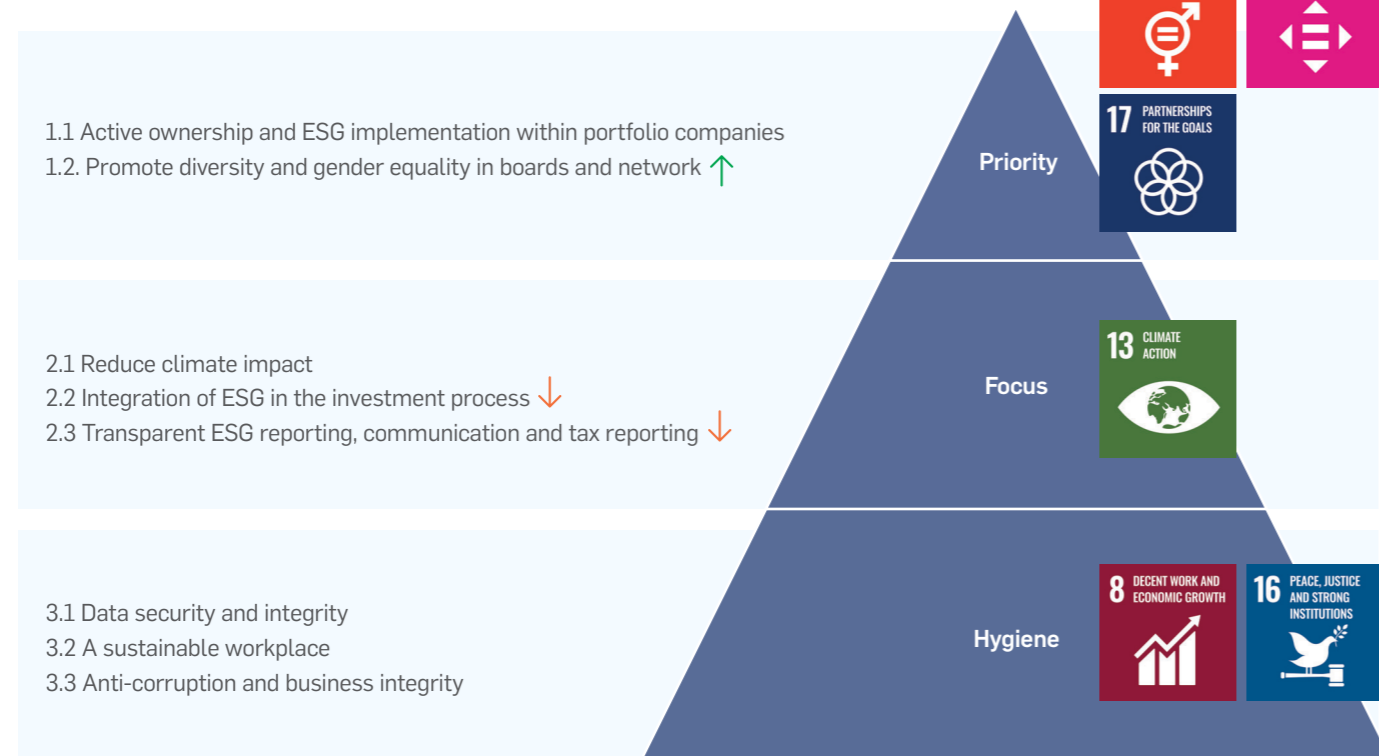 1.1 Active ownership and ESG implementation within portfolio companies
1.2. Promote diversity and gender equality in boards and network
Priority
17 PARTNERSHIPS
FOR THE GOALS
2.1 Reduce climate impact
2.2 Integration of ESG in the investment process
2.3 Transparent ESG reporting, communication and tax reporting
Focus
13 CLIMATE
ACTION
3.1 Data security and integrity
3.2 A sustainable workplace
3.3 Anti-corruption and business integrity
Hygiene
8 DECENT WORK AND
ECONOMIC GROWTH
16 PEACE, JUSTICE
AND STRONG
INSTITUTIONS